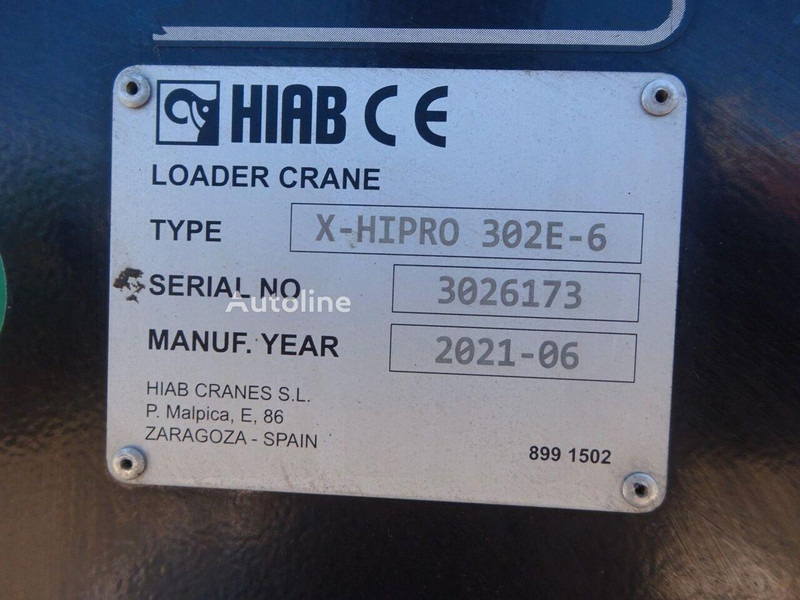 HIAB CE
LOADER CRANE
TYPE X-HIPRO 302E-6
SERIAL NO 3026173
Autoline
MANUF. YEAR 2021-06
HIAB CRANES S.L.
P. Malpica, E, 86
ZARAGOZA - SPAIN
899 1502